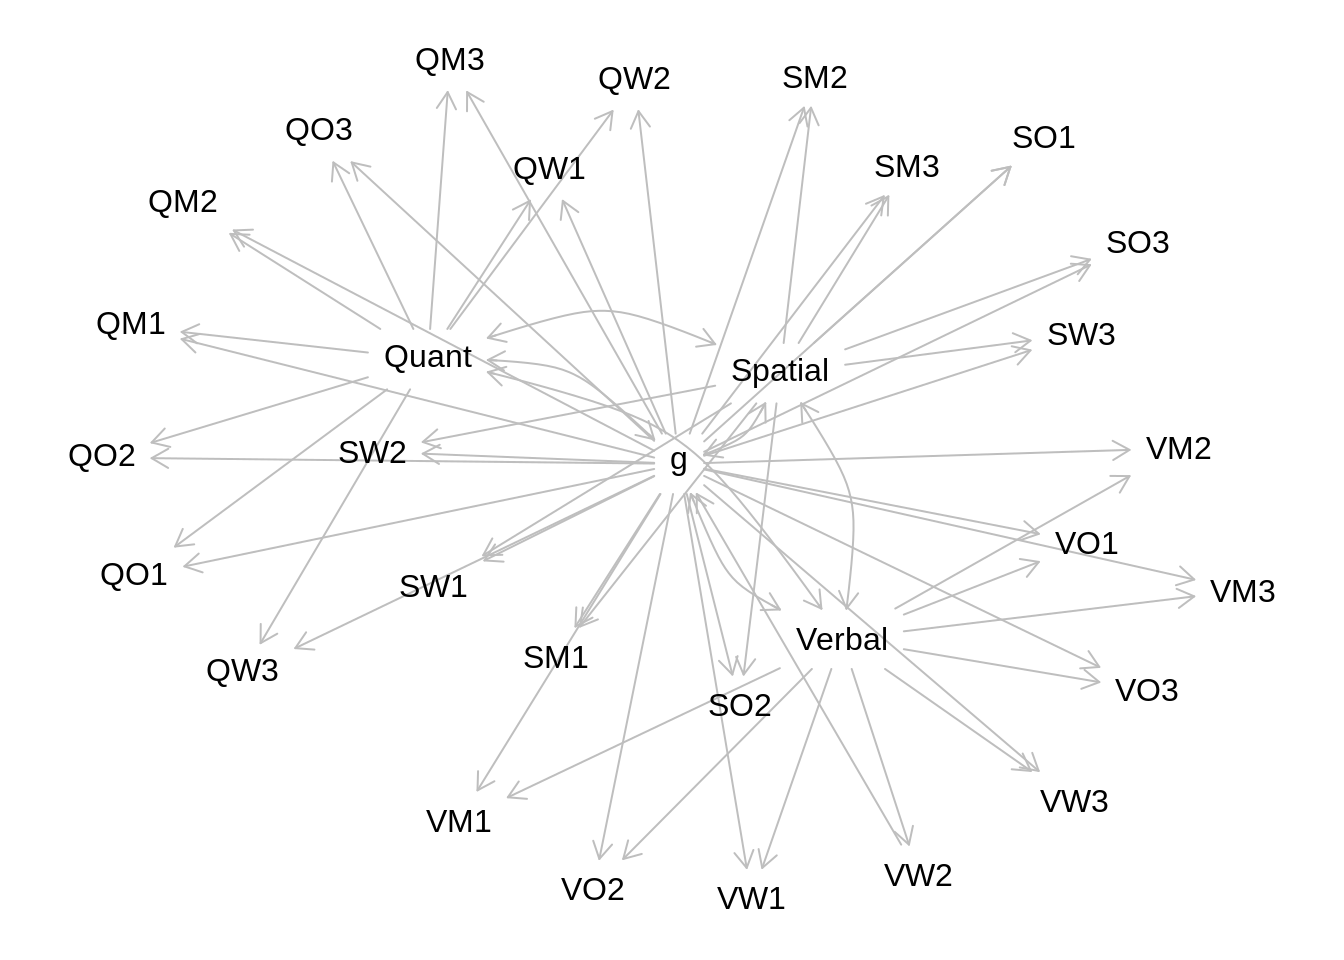 QM3
QW2
SM2
QO3
SO1
QW1
SM3
QM2
SO3
QM1
SW3
Quant
Spatial
QO2
SW2
g
VM2
VO1
QO1
SW1
VM3
Verbal
QW3
SM1
VO3
SO2
VW3
VM1
VW2
VO2
VW1